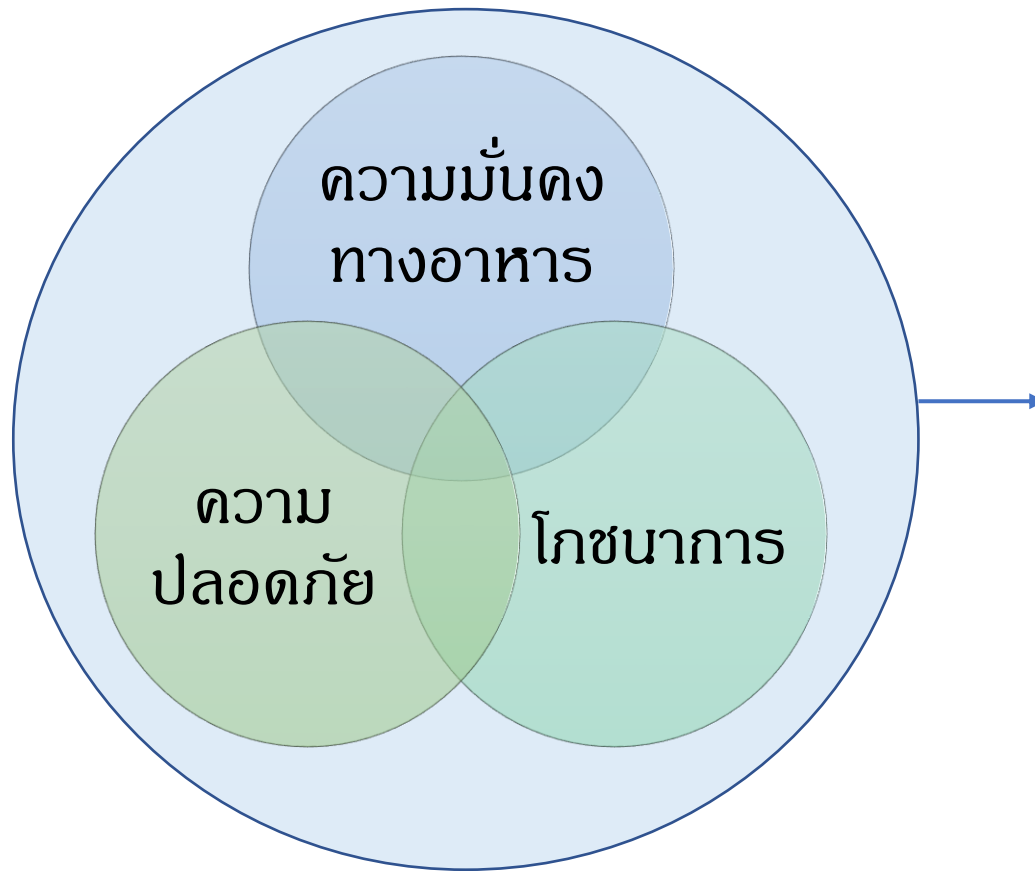 ความมั่นคง
ทางอาหาร
ความ
ปลอดภัย
โภชนาการ